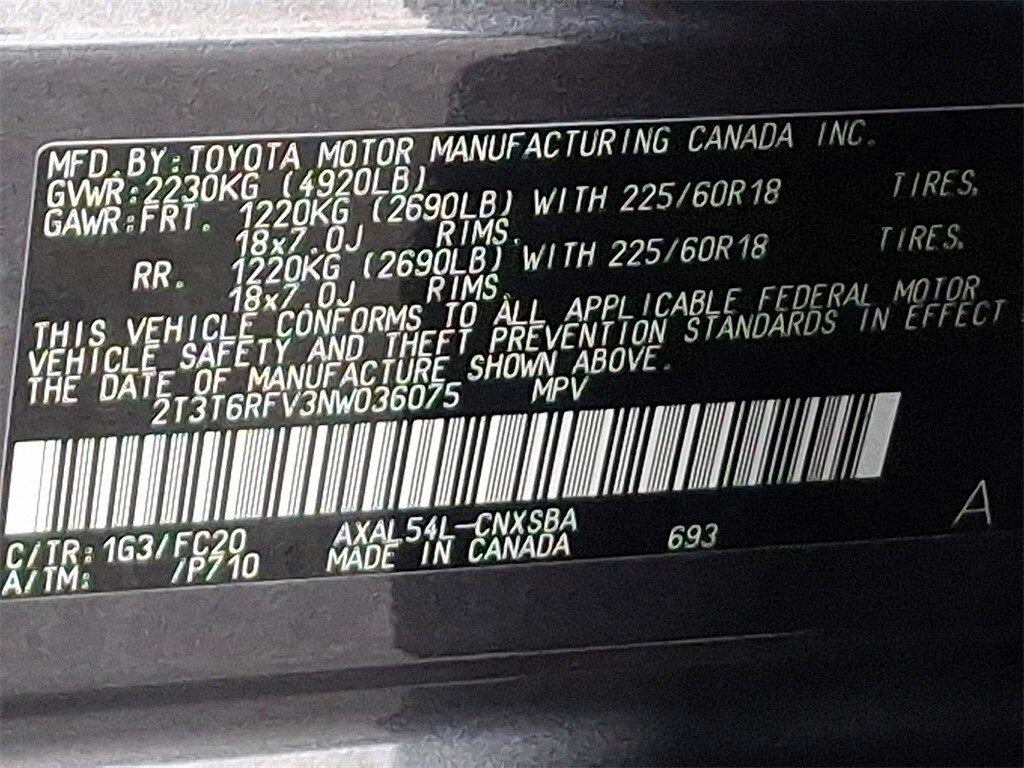 MFD.BY:TOYOTA MOTOR MANUFACTURING CANADA INC.
GVWR:2230KG (4920LB)
GAWR:FRT. 1220KG (2690LB) WITH 225/60R18 TIRES.
18x7.0J RIMS.
RR. 1220KG (2690LB) WITH 225/60R18 TIRES.
18x7.0J RIMS
THIS VEHICLE CONFORMS TO ALL APPLICABLE FEDERAL MOTOR
VEHICLE SAFETY AND THEFT PREVENTION STANDARDS IN EFFECT
THE DATE OF MANUFACTURE SHOWN ABOVE.
2T3T6RFV3NW036075 MPV
C/TR: 1G3/FC20 AXAL54L-CNXSBA 693 A
A/TM: /P710 MADE IN CANADA